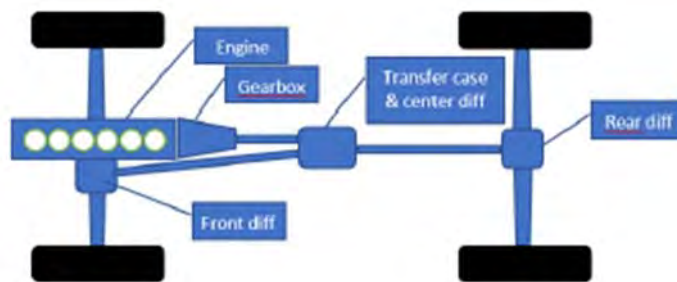 Engine
Gearbox
Transfer case
& center diff
Rear diff
Front diff